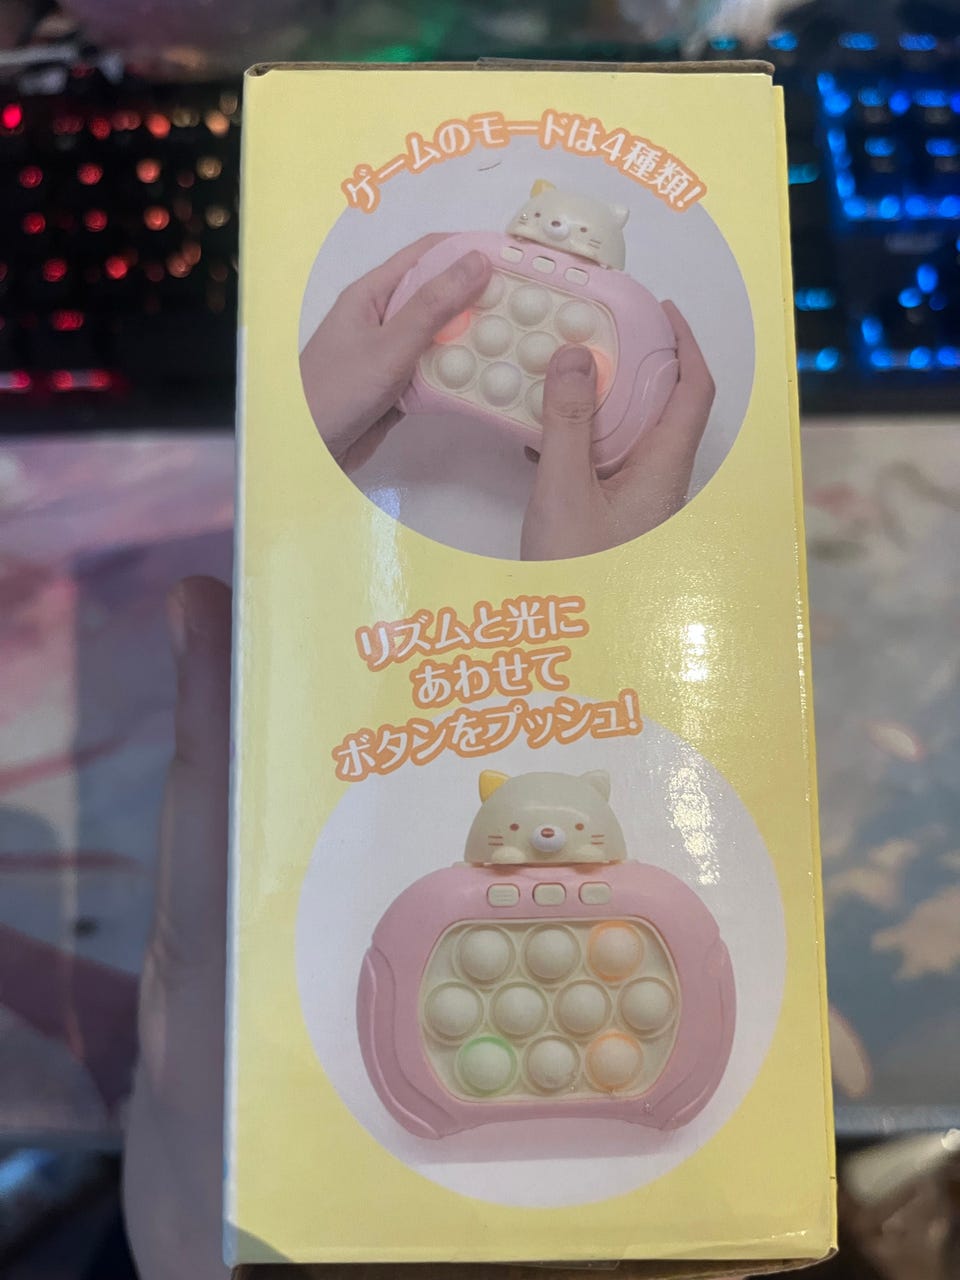 ゲームのモードは4種類!
リズムと光に
あわせて
ボタンをプッシュ!